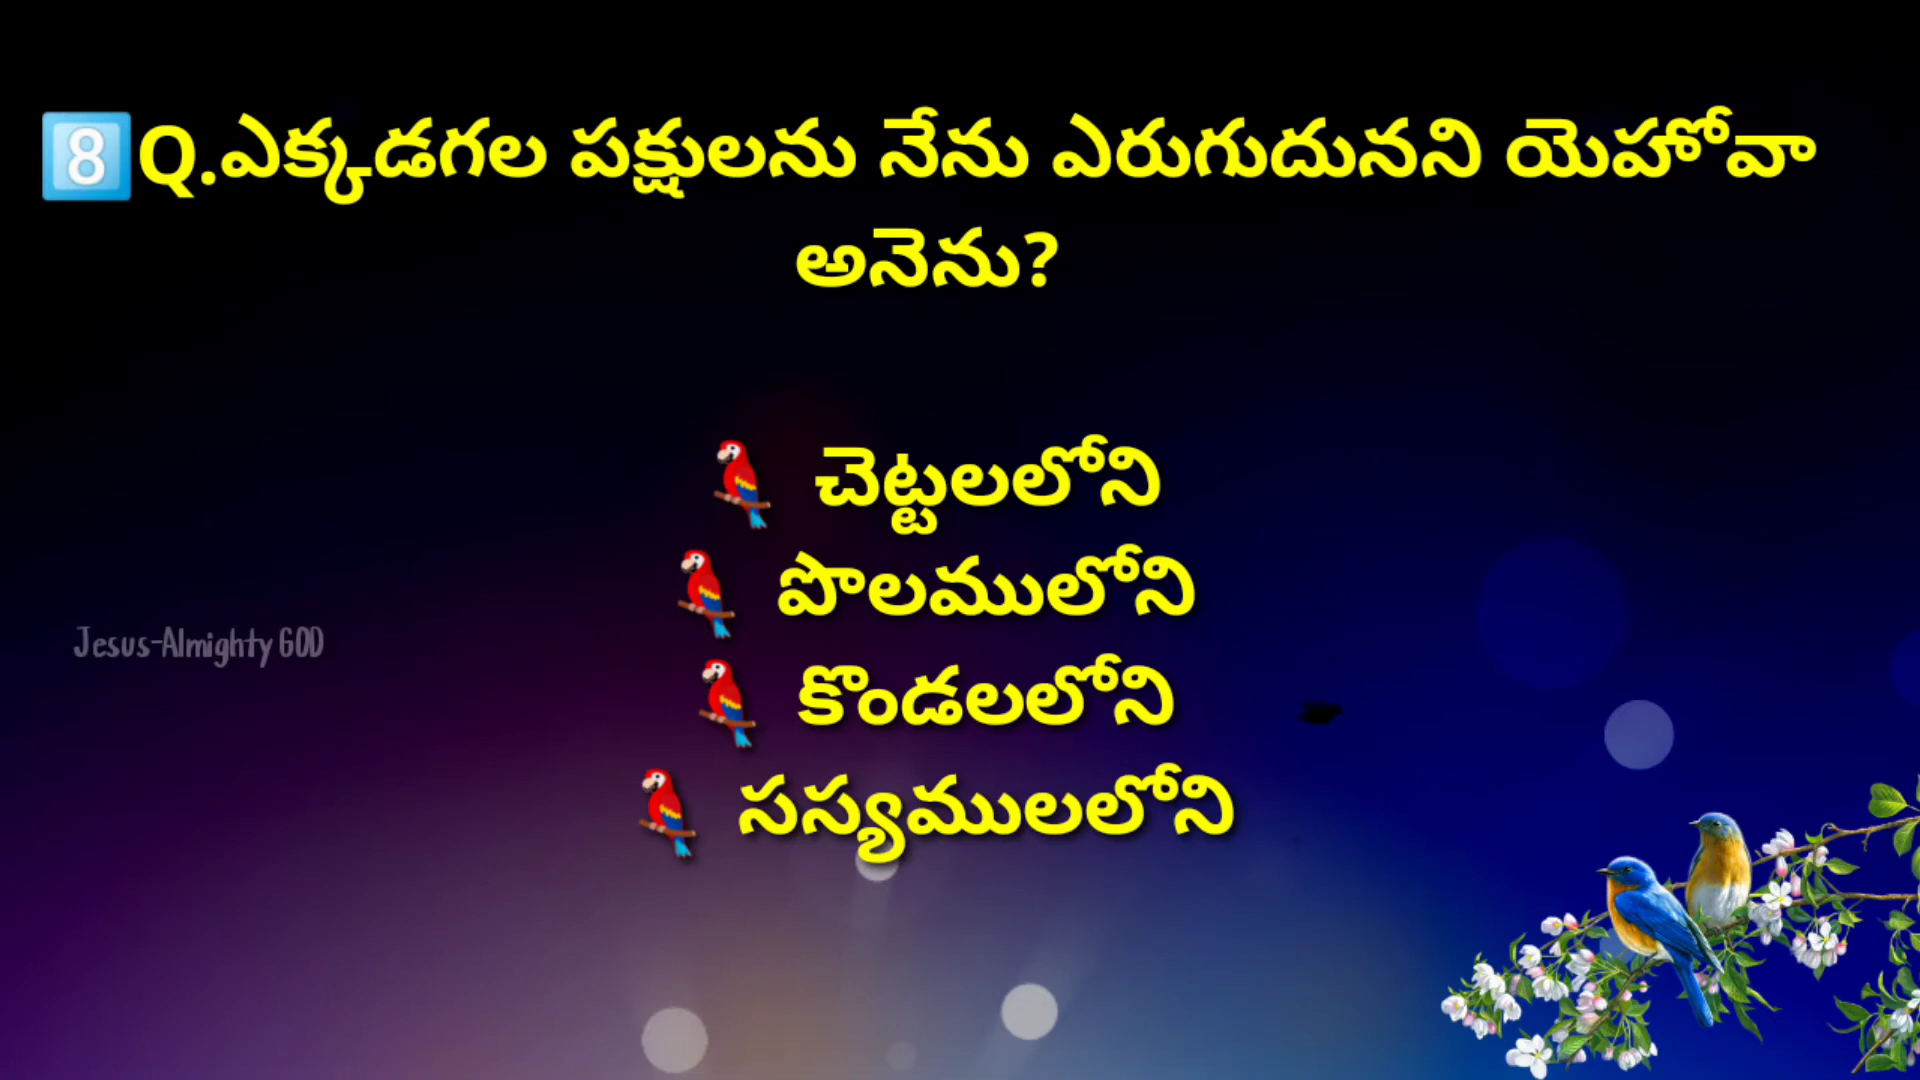 8️⃣Q.ఎక్కడగల పక్షులను నేను ఎరుగుదునని యెహోవా
అనెను?
🦜 చెట్టలలోని
🦜 పొలములోని
Jesus-Almighty GOD
🦜 కొండలలోని
🦜 సస్యములలోని